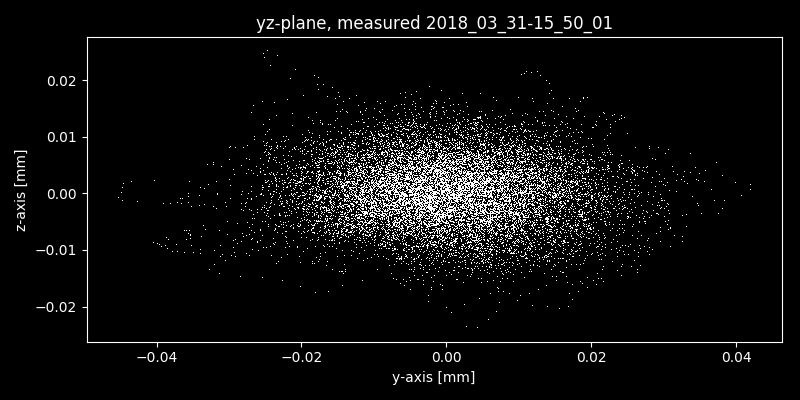 yz-plane, measured 2018_03_31-15_50_01
0.02
0.01
0.00
−0.01
−0.02
z-axis [mm]
−0.04 −0.02 0.00 0.02 0.04
y-axis [mm]